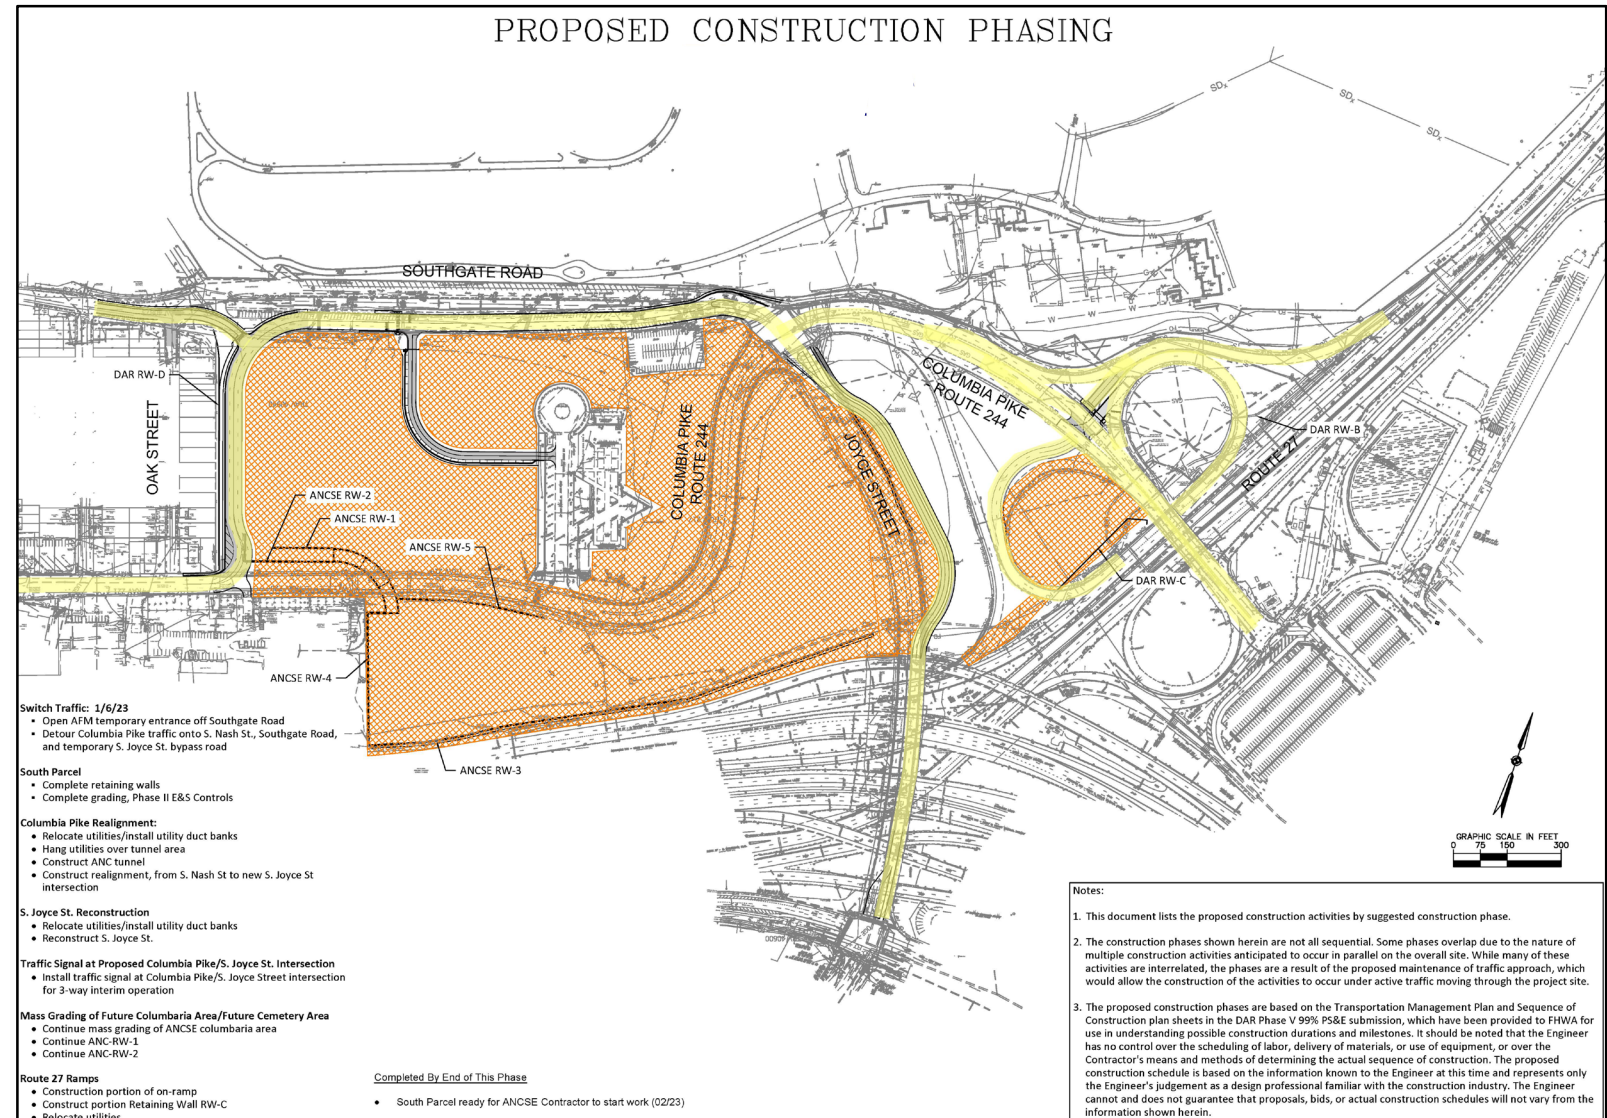 PROPOSED CONSTRUCTION PHASING
SDx
SDx
SDx
SOUTHGATE ROAD
DAR RW-D
OAK STREET
COLUMBIA PIKE
ROUTE 244
COLUMBIA PIKE
ROUTE 244
JOYCE STREET
DAR RW-B
ROUTE 27
ANCSE RW-2
ANCSE RW-1
ANCSE RW-5
DAR RW-C
ANCSE RW-4
ANCSE RW-3
Switch Traffic: 1/6/23
▪ Open AFM temporary entrance off Southgate Road
▪ Detour Columbia Pike traffic onto S. Nash St., Southgate Road,
and temporary S. Joyce St. bypass road
South Parcel
▪ Complete retaining walls
▪ Complete grading, Phase II E&S Controls
Columbia Pike Realignment:
• Relocate utilities/install utility duct banks
• Hang utilities over tunnel area
• Construct ANC tunnel
• Construct realignment, from S. Nash St to new S. Joyce St
intersection
S. Joyce St. Reconstruction
• Relocate utilities/install utility duct banks
• Reconstruct S. Joyce St.
Traffic Signal at Proposed Columbia Pike/S. Joyce St. Intersection
• Install traffic signal at Columbia Pike/S. Joyce Street intersection
for 3-way interim operation
Mass Grading of Future Columbaria Area/Future Cemetery Area
• Continue mass grading of ANCSE columbaria area
• Continue ANC-RW-1
• Continue ANC-RW-2
Route 27 Ramps
• Construction portion of on-ramp
• Construct portion Retaining Wall RW-C
• Relocate utilities
Completed By End of This Phase
• South Parcel ready for ANCSE Contractor to start work (02/23)
GRAPHIC SCALE IN FEET
0 75 150 300
Notes:
1. This document lists the proposed construction activities by suggested construction phase.
2. The construction phases shown herein are not all sequential. Some phases overlap due to the nature of
multiple construction activities anticipated to occur in parallel on the overall site. While many of these
activities are interrelated, the phases are a result of the proposed maintenance of traffic approach, which
would allow the construction of the activities to occur under active traffic moving through the project site.
3. The proposed construction phases are based on the Transportation Management Plan and Sequence of
Construction plan sheets in the DAR Phase V 99% PS&E submission, which have been provided to FHWA for
use in understanding possible construction durations and milestones. It should be noted that the Engineer
has no control over the scheduling of labor, delivery of materials, or use of equipment, or over the
Contractor's means and methods of determining the actual sequence of construction. The proposed
construction schedule is based on the information known to the Engineer at this time and represents only
the Engineer's judgement as a design professional familiar with the construction industry. The Engineer
cannot and does not guarantee that proposals, bids, or actual construction schedules will not vary from the
information shown herein.